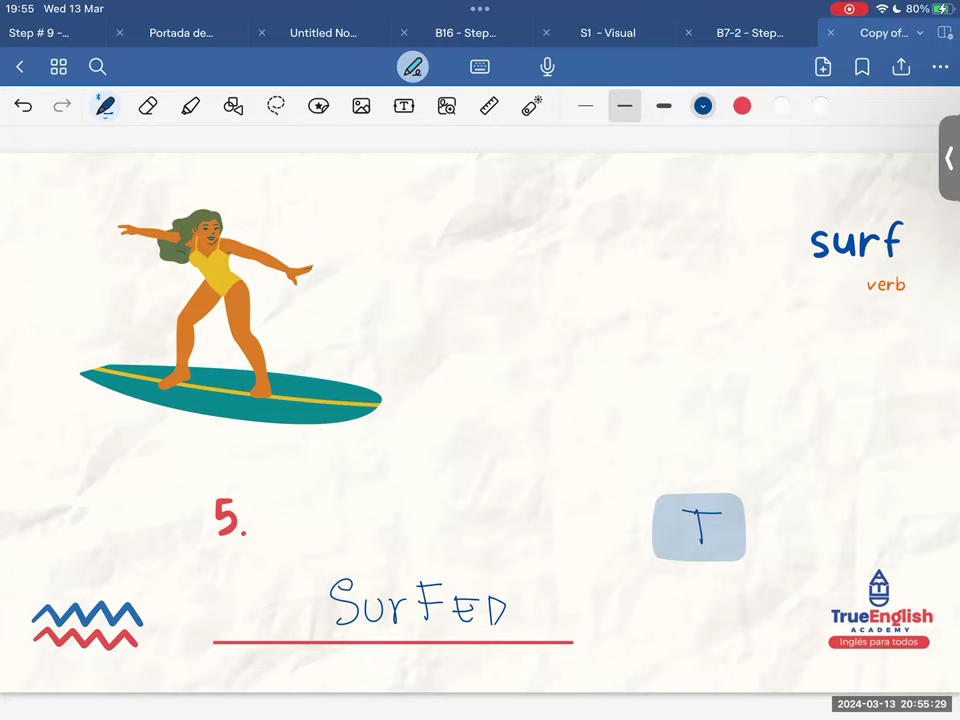 19:55 Wed 13 Mar
80%
Step # 9 -...
Portada de...
Untitled No...
B16 - Step...
S1 - Visual
B7-2 - Step...
Copy of...
surf
verb
5.
T
SurFED
TrueEnglish
ACADEMY
Inglés para todos
2024-03-13 20:55:29